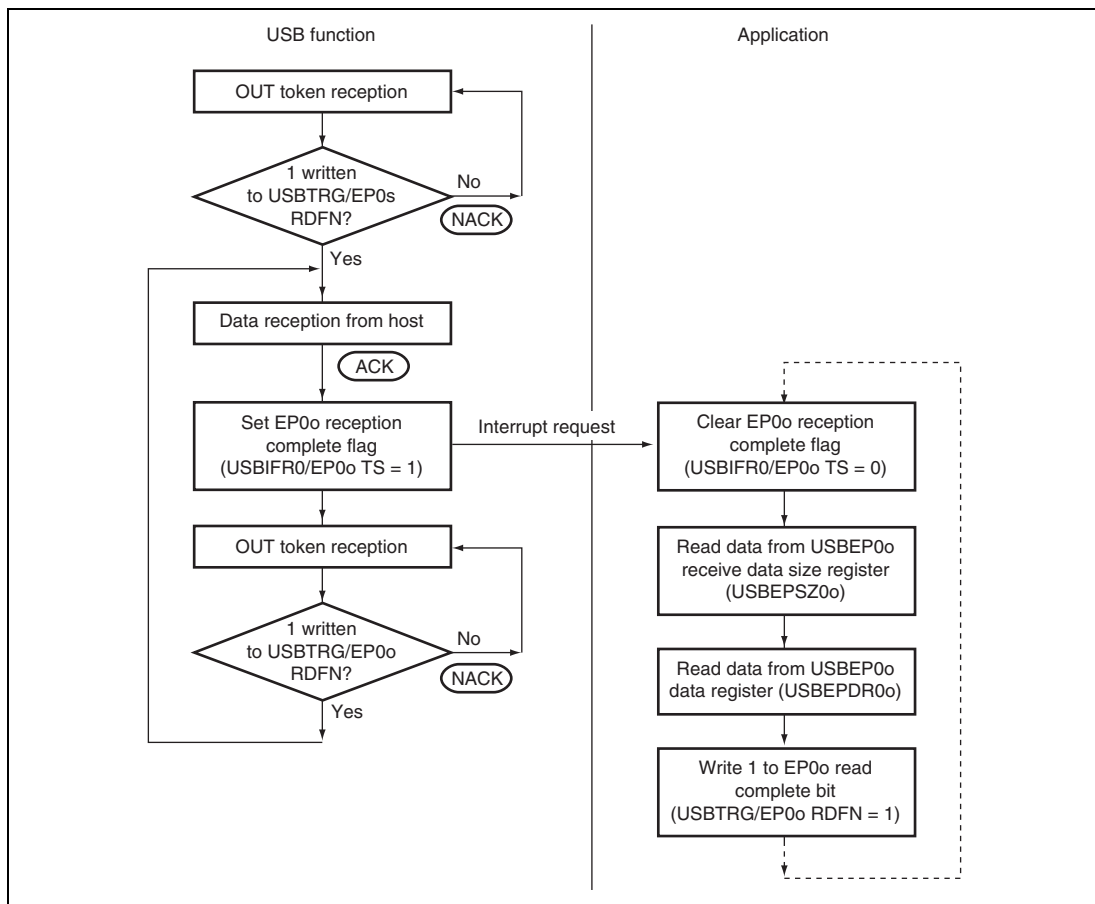 USB function
Application
OUT token reception
1 written
to USBTRG/EP0s
RDFN?
No
NACK
Yes
Data reception from host
ACK
Set EP0o reception
complete flag
(USBIFR0/EP0o TS = 1)
Interrupt request
Clear EP0o reception
complete flag
(USBIFR0/EP0o TS = 0)
OUT token reception
Read data from USBEP0o
receive data size register
(USBEPSZ0o)
1 written
to USBTRG/EP0o
RDFN?
No
NACK
Yes
Read data from USBEP0o
data register (USBEPDR0o)
Write 1 to EP0o read
complete bit
(USBTRG/EP0o RDFN = 1)